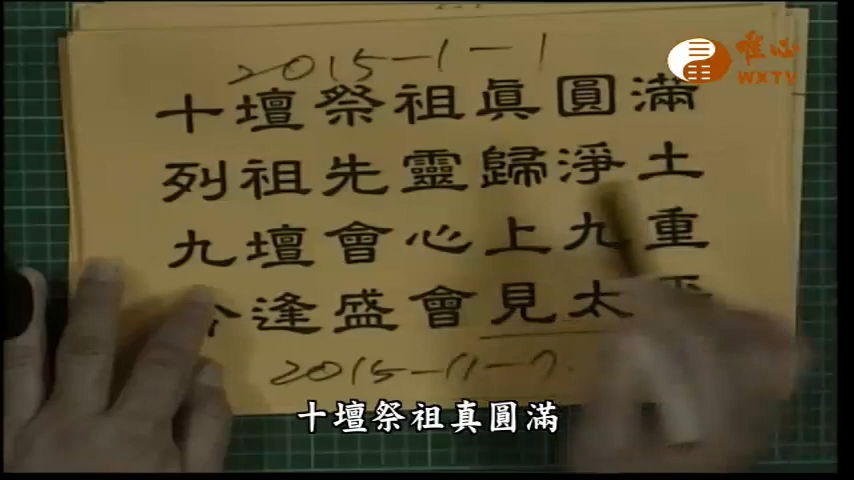 2015-1-1
唯心
WXTV
十壇祭祖眞圓滿
列祖先靈歸淨土
九壇會心上九重
逢盛會見太
2015-11-7.
十壇祭祖真圓滿